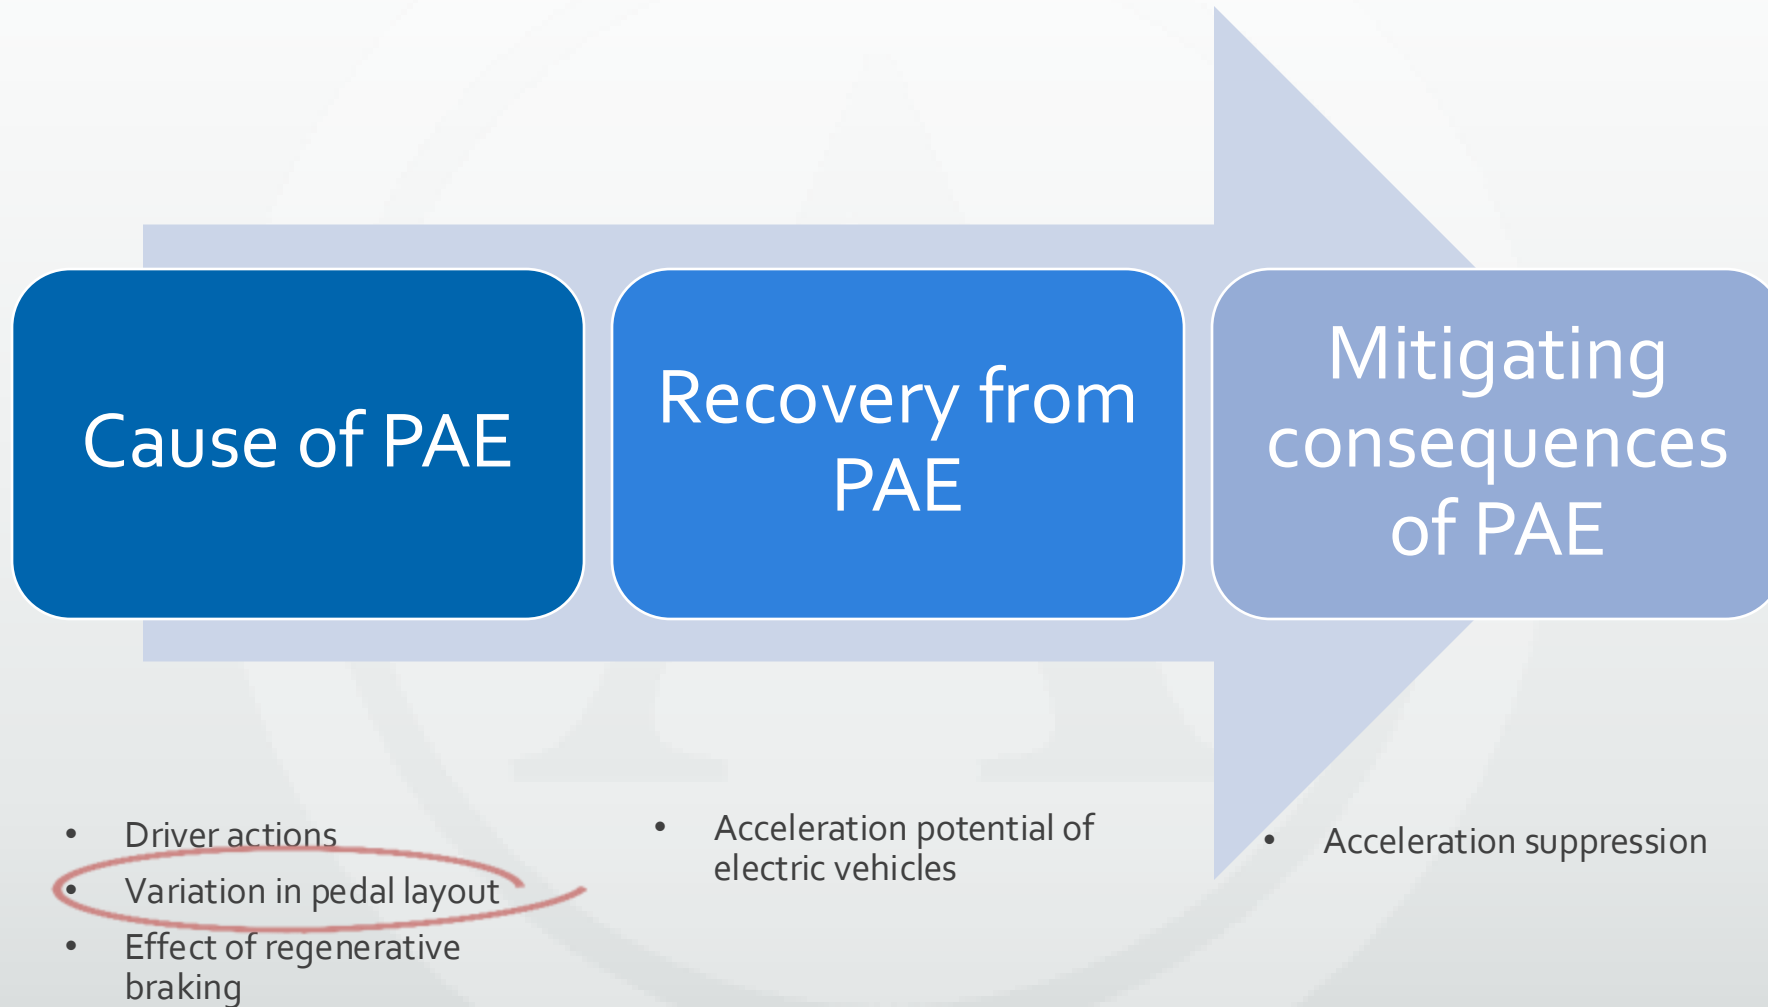 Cause of PAE
Recovery from
PAE
Mitigating
consequences
of PAE
• Driver actions
• Variation in pedal layout
• Effect of regenerative
braking
• Acceleration potential of
electric vehicles
• Acceleration suppression